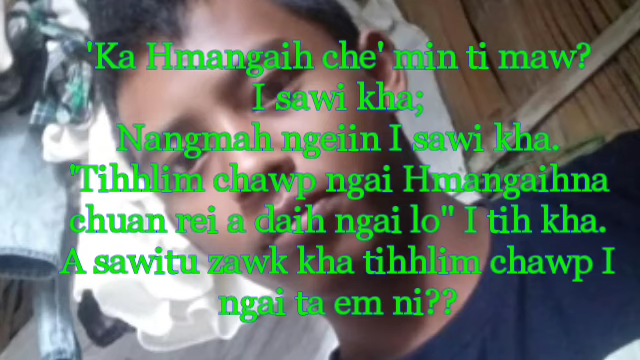 'Ka Hmangaih che' min ti maw?
I sawi kha;
Nangmah ngeiin I sawi kha.
"Tihhlim chawp ngai Hmangaihna
chuan rei a daih ngai lo" I tih kha.
A sawitu zawk kha tihhlim chawp I
ngai ta em ni??